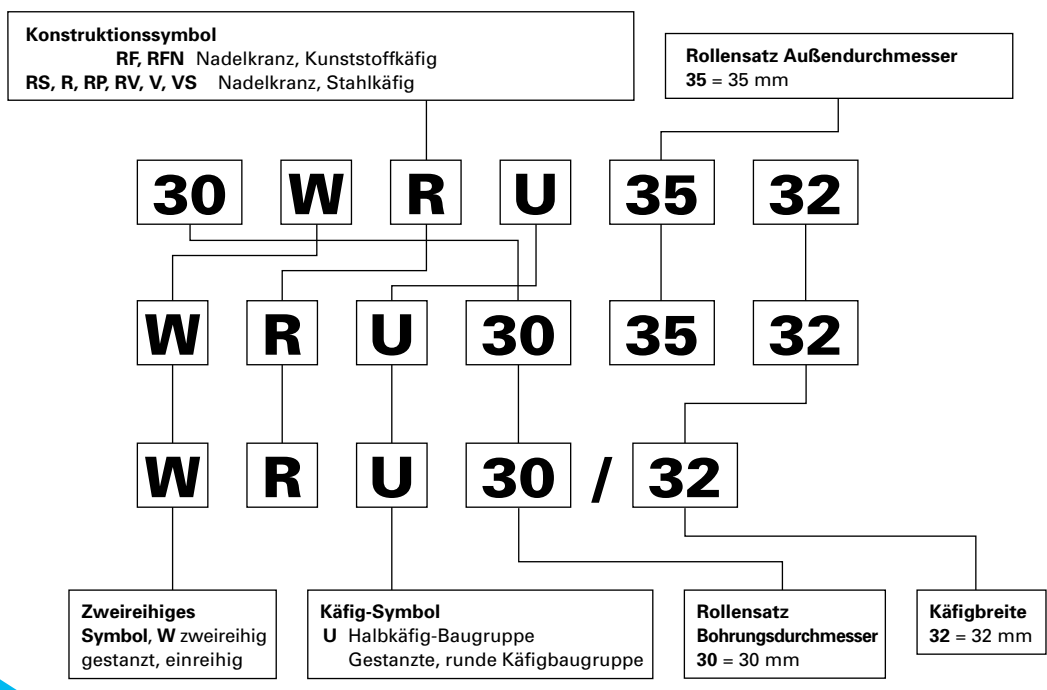 Konstruktionssymbol
RF, RFN Nadelkranz, Kunststoffkäfig
RS, R, RP, RV, V, VS Nadelkranz, Stahlkäfig
Rollensatz Außendurchmesser
35 = 35 mm
30 W R U 35 32
W R U 30 35 32
W R U 30 / 32
Zweireihiges
Symbol, W zweireihig
gestanzt, einreihig
Käfig-Symbol
U Halbkäfig-Baugruppe
Gestanzte, runde Käfigbaugruppe
Rollensatz
Bohrungsdurchmesser
30 = 30 mm
Käfigbreite
32 = 32 mm